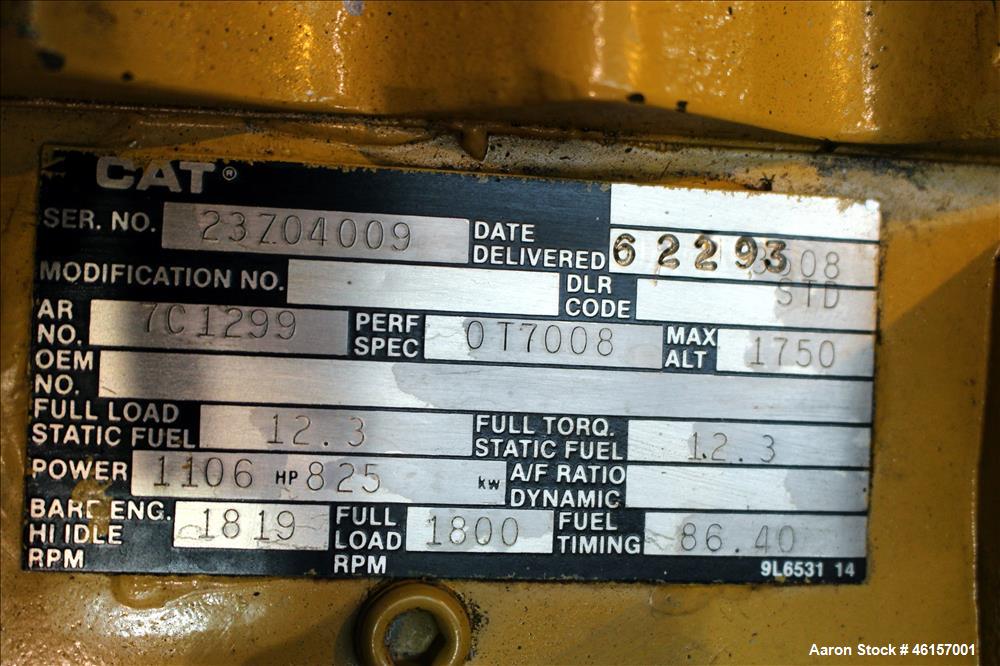 CAT®
SER. NO. 23Z04009 DATE DELIVERED 62293 3508
MODIFICATION NO. DLR CODE STD
AR NO. 7C1299 PERF SPEC 0T7008 MAX ALT 1750
OEM NO.
FULL LOAD STATIC FUEL 12.3 FULL TORQ. STATIC FUEL 12.3
POWER 1106 HP 825 KW A/F RATIO DYNAMIC
BARE ENG. HI IDLE RPM 1819 FULL LOAD RPM 1800 FUEL TIMING 86.40
9L6531 14
Aaron Stock # 46157001